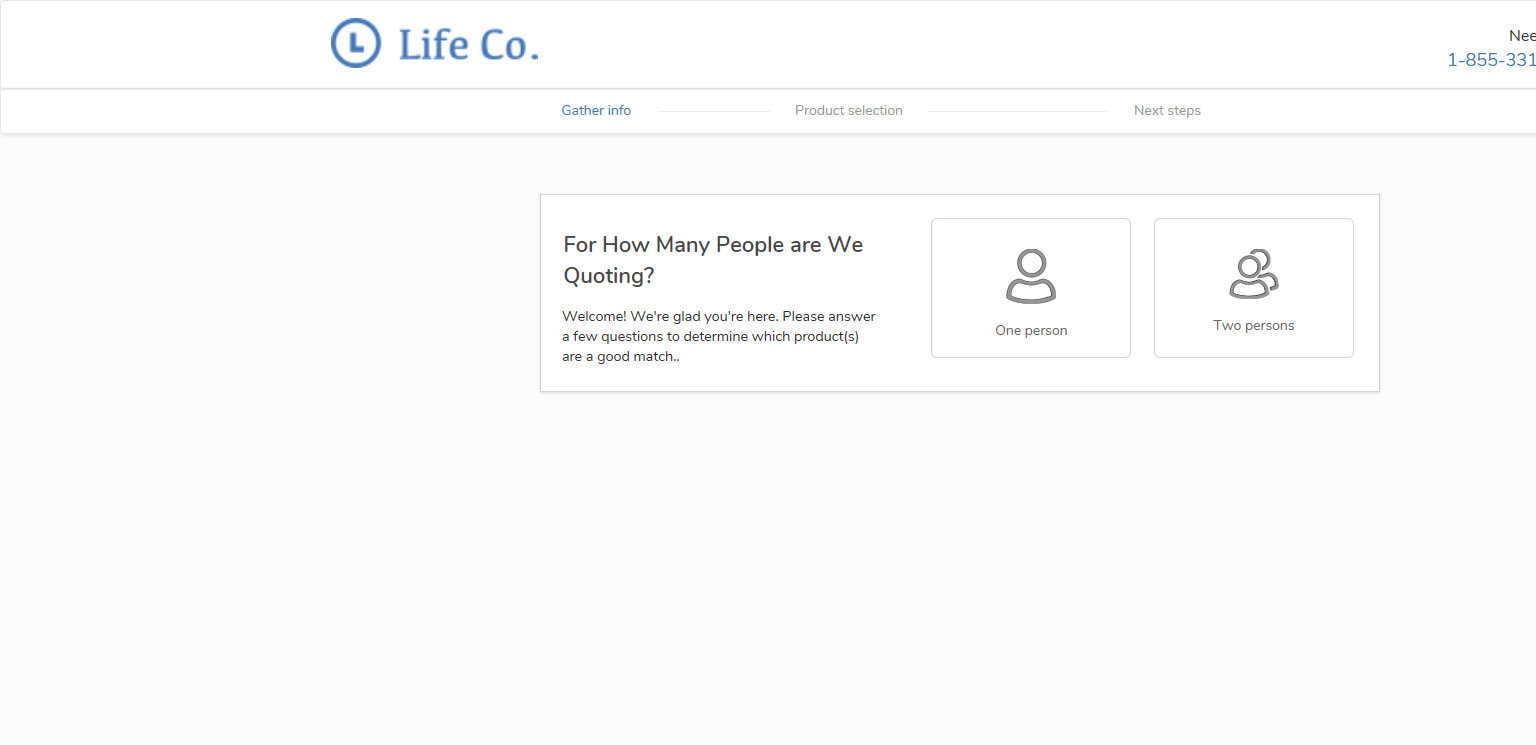 Life Co.
Nee
1-855-331
Gather info
Product selection
Next steps
For How Many People are We
Quoting?
Welcome! We're glad you're here. Please answer
a few questions to determine which product(s)
are a good match..
One person
Two persons